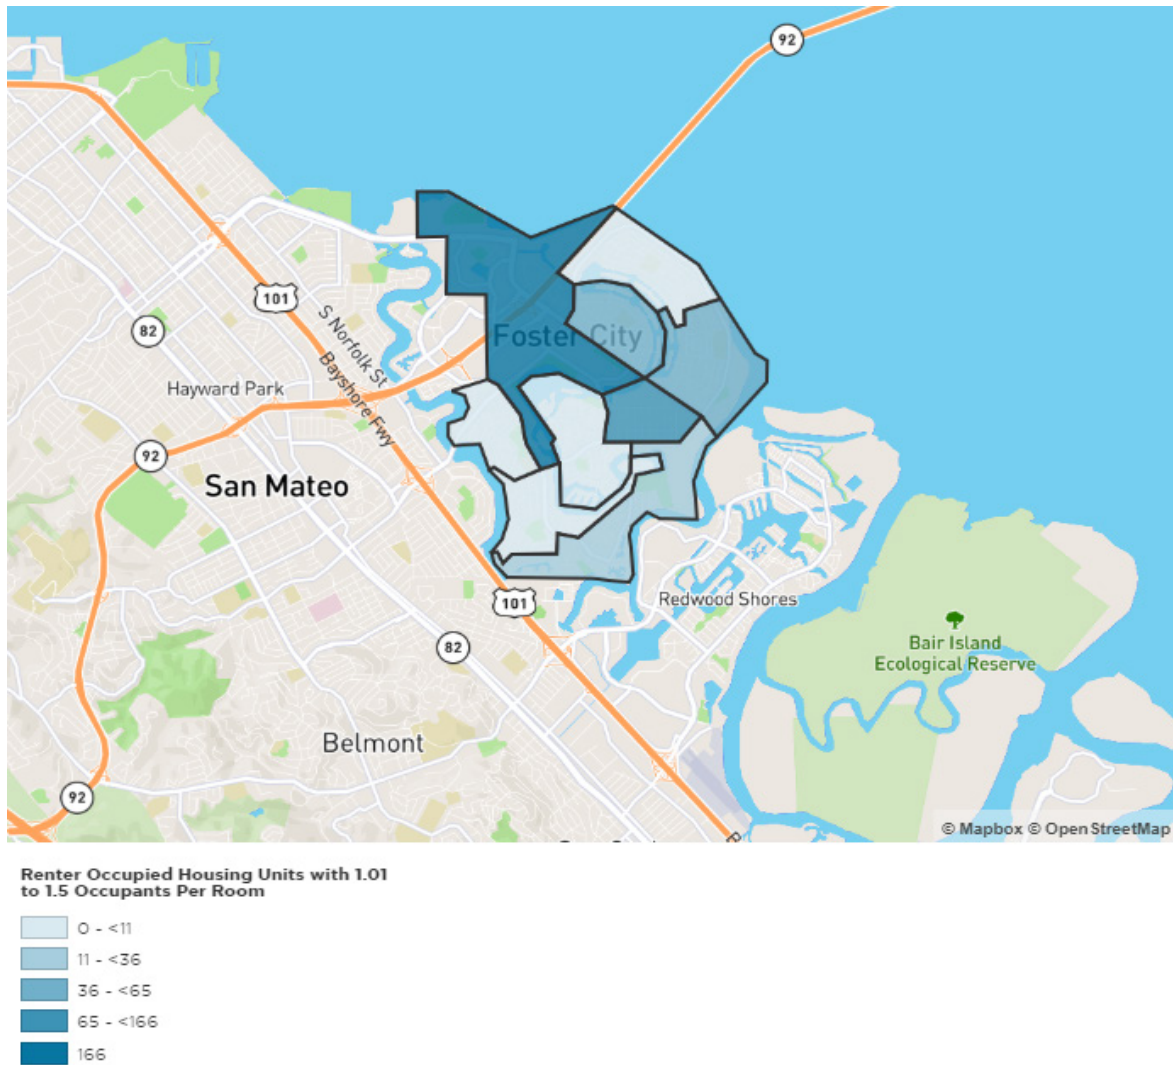 92
101
S Norfolk St
82
Foster City
Bayshore Fwy
Hayward Park
92
San Mateo
101
Redwood Shores
82
Bair Island
Ecological Reserve
Belmont
92
© Mapbox © OpenStreetMap
Renter Occupied Housing Units with 1.01
to 1.5 Occupants Per Room
0 - <11
11 - <36
36 - <65
65 - <166
166